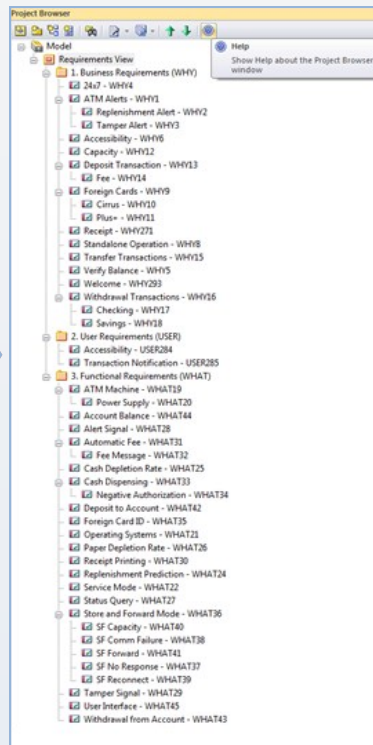 Project Browser
Model
Help
Requirements View
Show Help about the Project Browser
window
1. Business Requirements (WHY)
24x7 - WHY4
ATM Alerts - WHY1
Replenishment Alert - WHY2
Tamper Alert - WHY3
Accessibility - WHY6
Capacity - WHY12
Deposit Transaction - WHY13
Fee - WHY14
Foreign Cards - WHY9
Cirrus - WHY10
Plus+ - WHY11
Receipt - WHY271
Standalone Operation - WHY8
Transfer Transactions - WHY15
Verify Balance - WHY5
Welcome - WHY293
Withdrawal Transactions - WHY16
Checking - WHY17
Savings - WHY18
2. User Requirements (USER)
Accessibility - USER284
Transaction Notification - USER285
3. Functional Requirements (WHAT)
ATM Machine - WHAT19
Power Supply - WHAT20
Account Balance - WHAT44
Alert Signal - WHAT28
Automatic Fee - WHAT31
Fee Message - WHAT32
Cash Depletion Rate - WHAT25
Cash Dispensing - WHAT33
Negative Authorization - WHAT34
Deposit to Account - WHAT42
Foreign Card ID - WHAT35
Operating Systems - WHAT21
Paper Depletion Rate - WHAT26
Receipt Printing - WHAT30
Replenishment Prediction - WHAT24
Service Mode - WHAT22
Status Query - WHAT27
Store and Forward Mode - WHAT36
SF Capacity - WHAT40
SF Comm Failure - WHAT38
SF Forward - WHAT41
SF No Response - WHAT37
SF Reconnect - WHAT39
Tamper Signal - WHAT29
User Interface - WHAT45
Withdrawal from Account - WHAT43